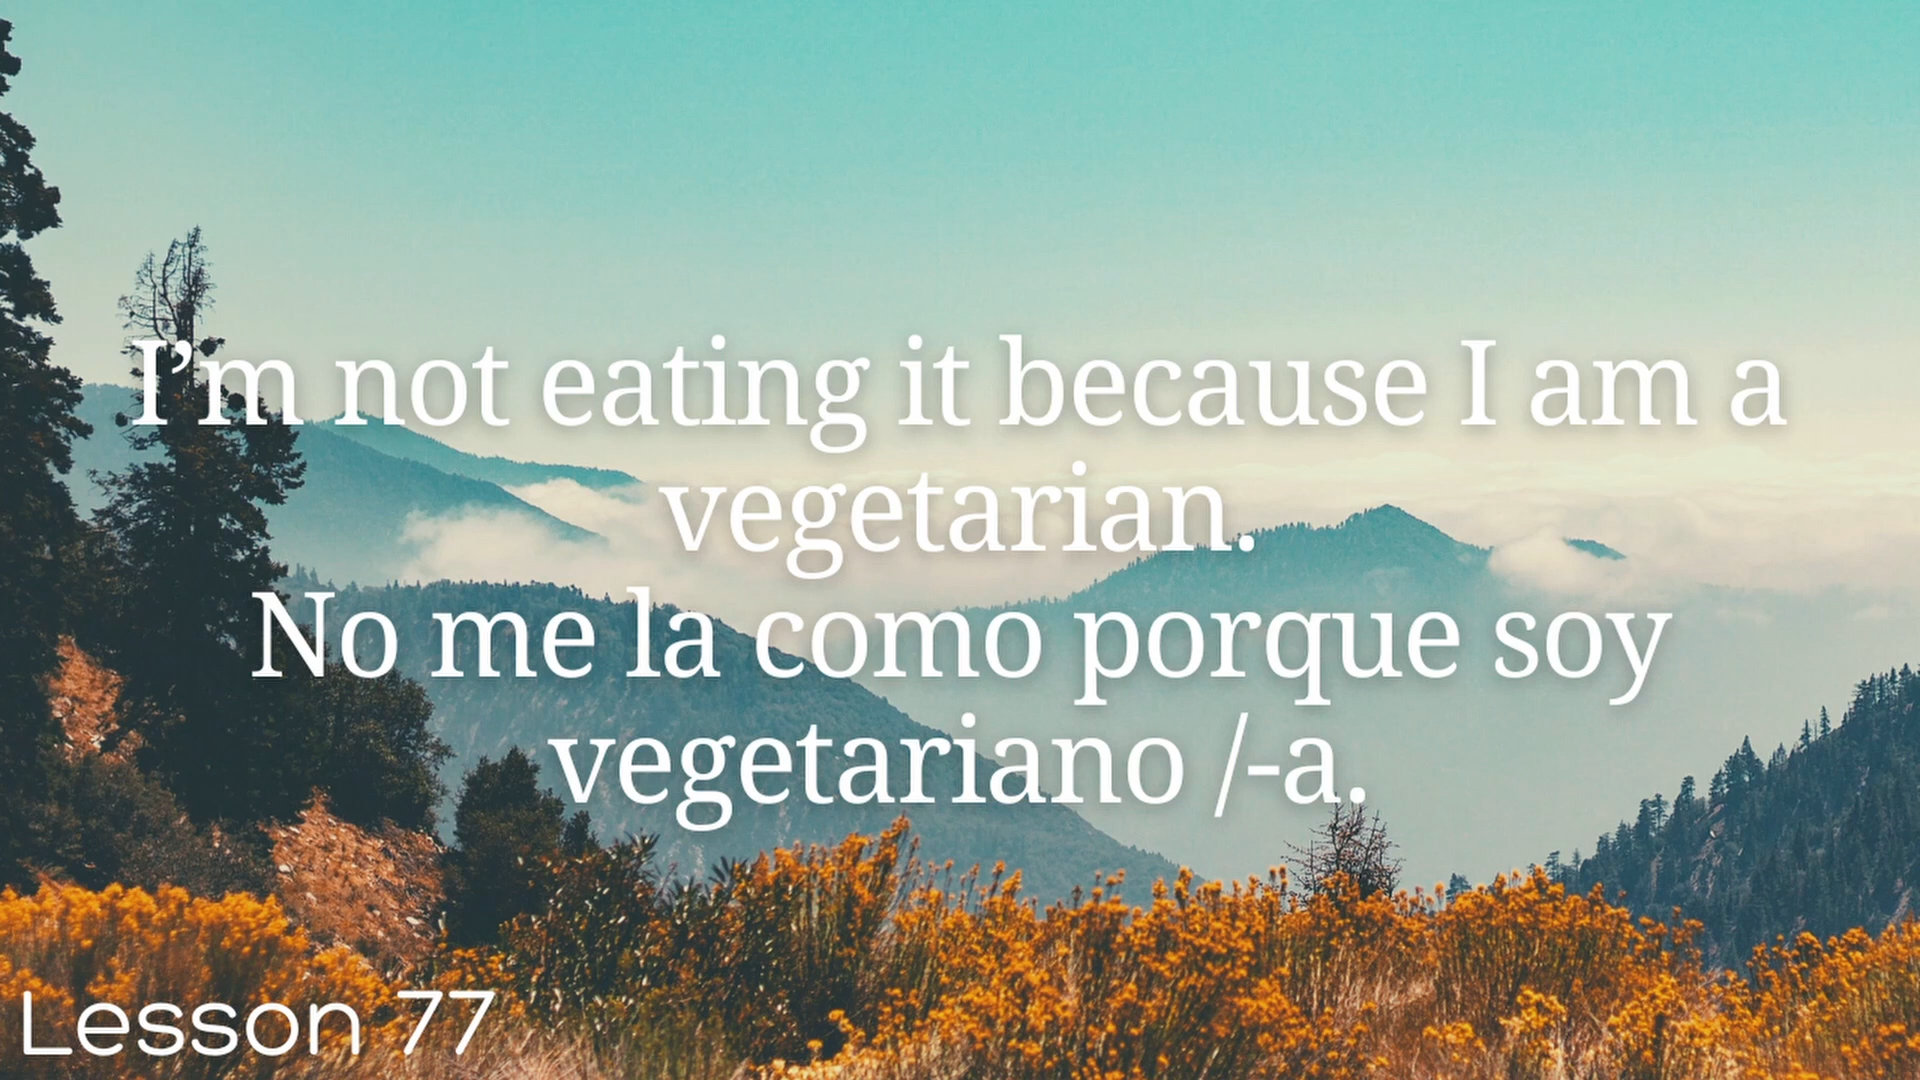 I’m not eating it because I am a
vegetarian.
No me la como porque soy
vegetariano /-a.
Lesson 77